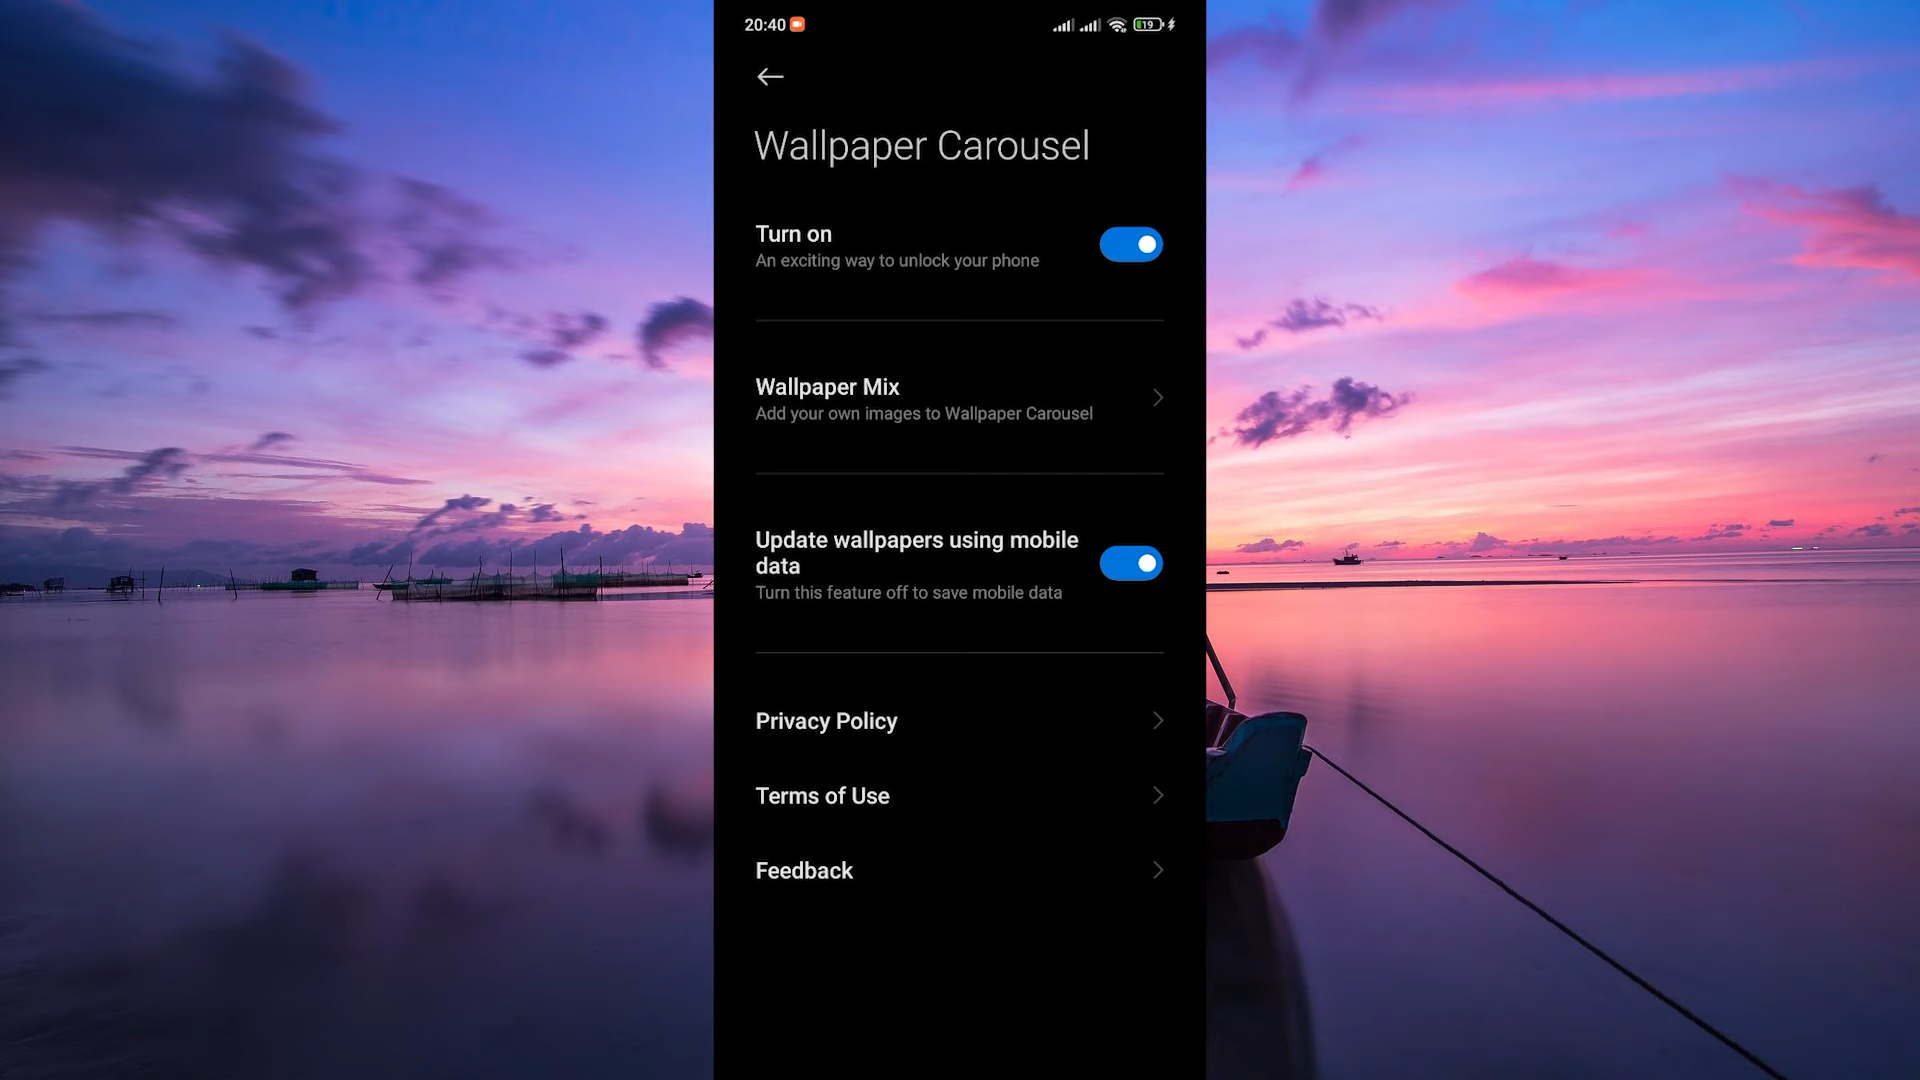 20:40
19
Wallpaper Carousel
Turn on
An exciting way to unlock your phone
Wallpaper Mix
Add your own images to Wallpaper Carousel
Update wallpapers using mobile
data
Turn this feature off to save mobile data
Privacy Policy
Terms of Use
Feedback